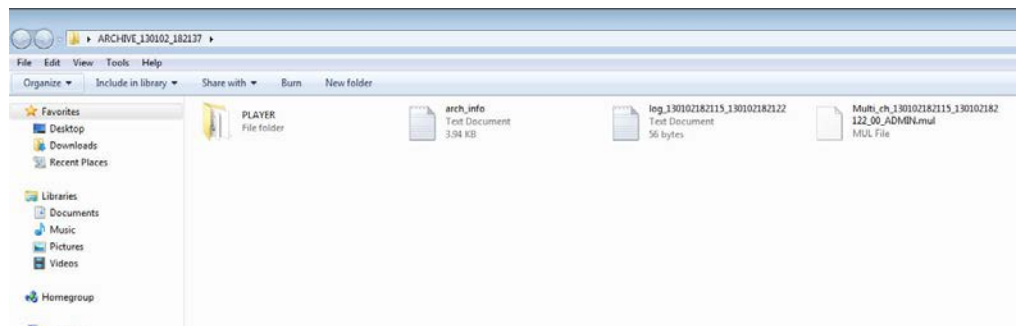 ARCHIVE_130102_182137
File Edit View Tools Help
Organize Include in library Share with Burn New folder
Favorites
Desktop
Downloads
Recent Places
Libraries
Documents
Music
Pictures
Videos
Homegroup
PLAYER
File folder
arch_info
Text Document
3.94 KB
log_130102182115_130102182122
Text Document
56 bytes
Multi_ch_130102182115_130102182
122_00_ADMIN.mul
MUL File